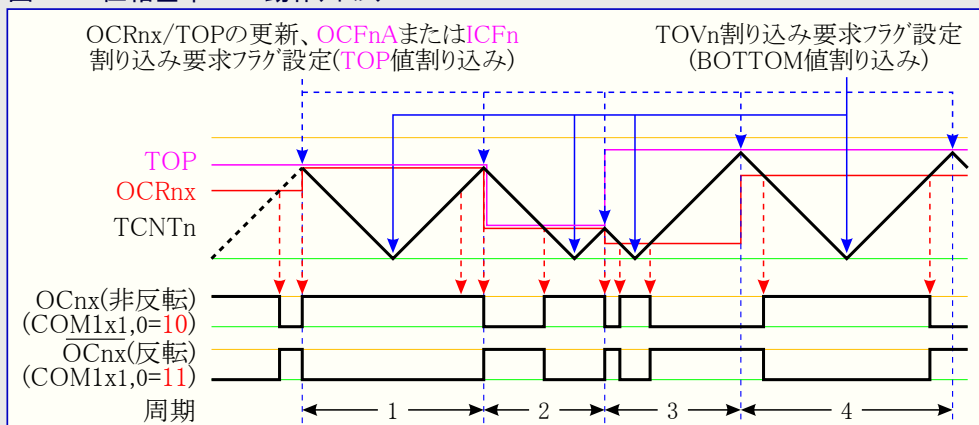 OCRnx/TOPの更新、OCFnAまたはICFn
割り込み要求フラグ設定(TOP値割り込み)
TOVn割り込み要求フラグ設定
(BOTTOM値割り込み)
TOP
OCRnx
TCNTn
OCnx(非反転)
(COM1x1,0=10)
OCnx(反転)
(COM1x1,0=11)
周期
1
2
3
4